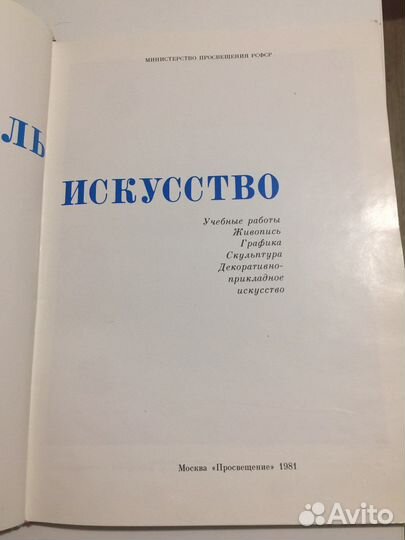 МИНИСТЕРСТВО ПРОСВЕЩЕНИЯ РСФСР
ЛЬ
ИСКУССТВО
Учебные работы
Живопись
Графика
Скульптура
Декоративно-
прикладное
искусство
Москва «Просвещение» 1981
Avito